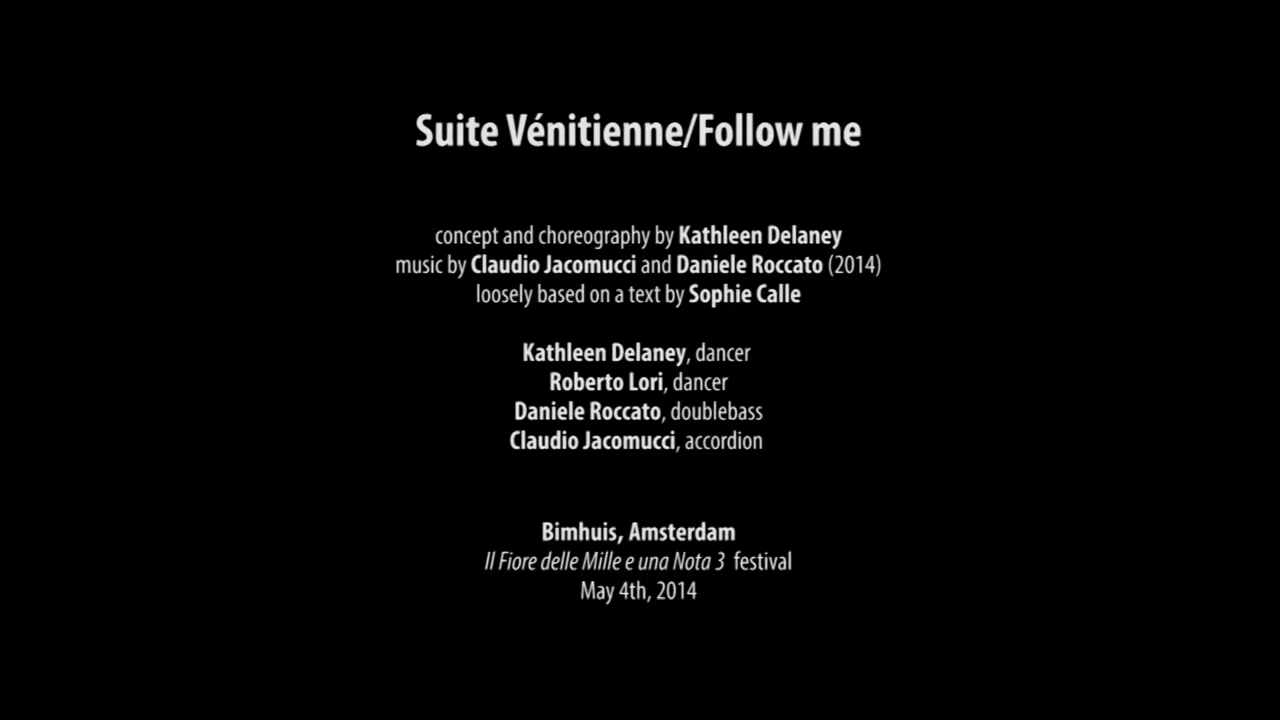 Suite Vénitienne/Follow me
concept and choreography by Kathleen Delaney
music by Claudio Jacomucci and Daniele Roccato (2014)
loosely based on a text by Sophie Calle
Kathleen Delaney, dancer
Roberto Lori, dancer
Daniele Roccato, doublebass
Claudio Jacomucci, accordion
Bimhuis, Amsterdam
Il Fiore delle Mille e una Nota 3 festival
May 4th, 2014